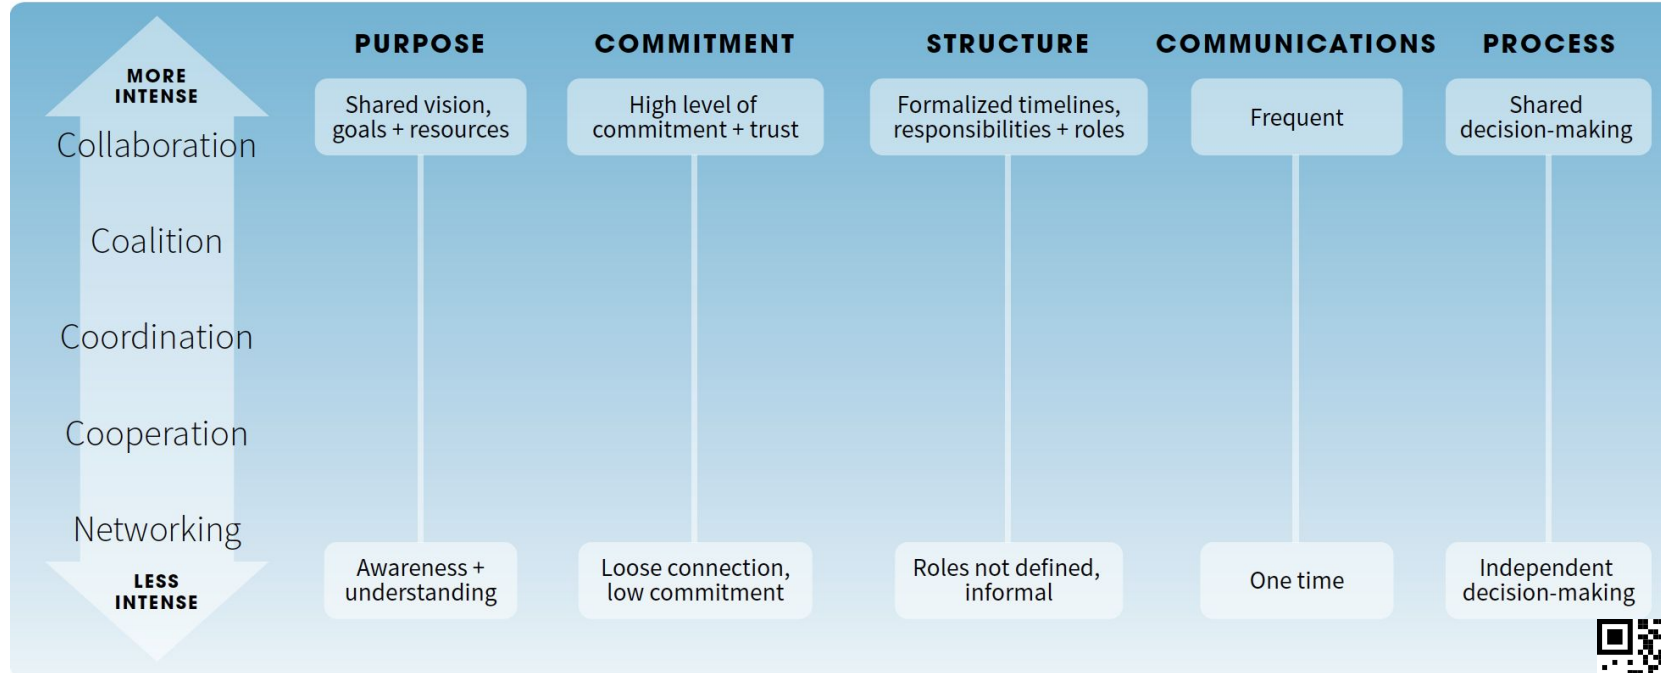 PURPOSE
COMMITMENT
STRUCTURE
COMMUNICATIONS
PROCESS
MORE
INTENSE
Shared vision,
goals + resources
High level of
commitment + trust
Formalized timelines,
responsibilities + roles
Frequent
Shared
decision-making
Collaboration
Coalition
Coordination
Cooperation
Networking
LESS
INTENSE
Awareness +
understanding
Loose connection,
low commitment
Roles not defined,
informal
One time
Independent
decision-making